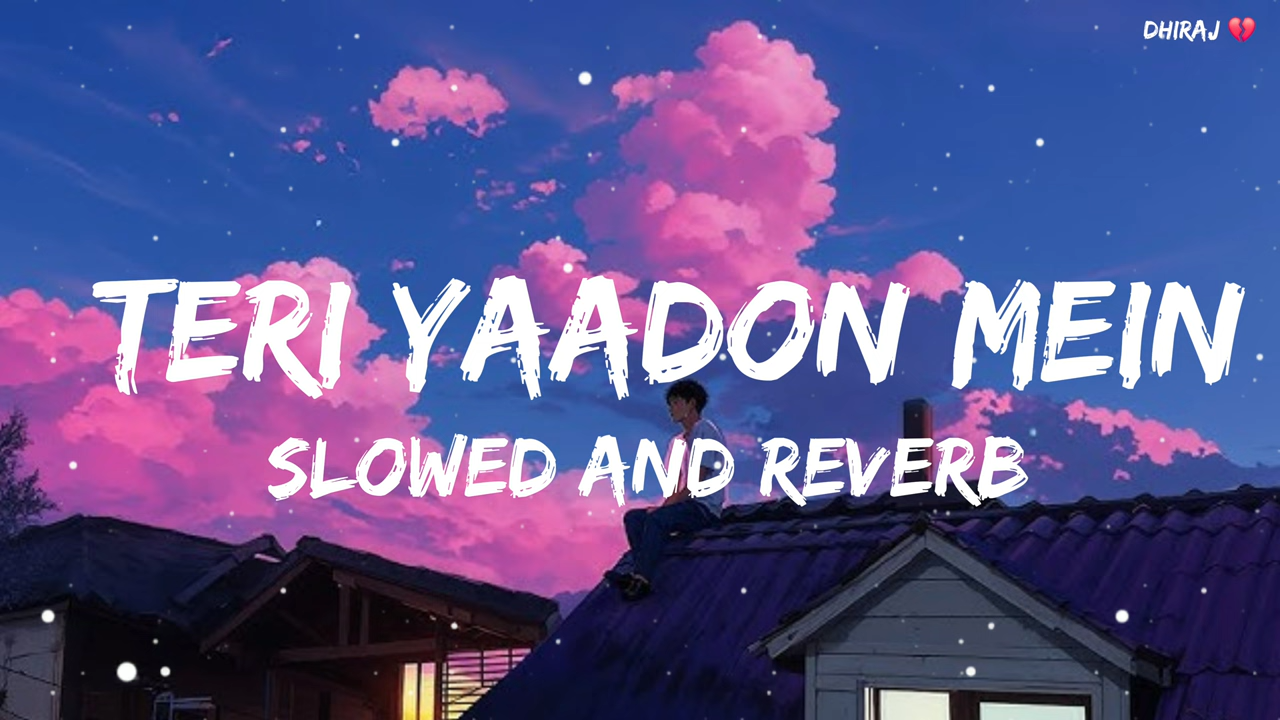 DHIRAJ 💔
TERI YAADON MEIN
SLOWED AND REVERB